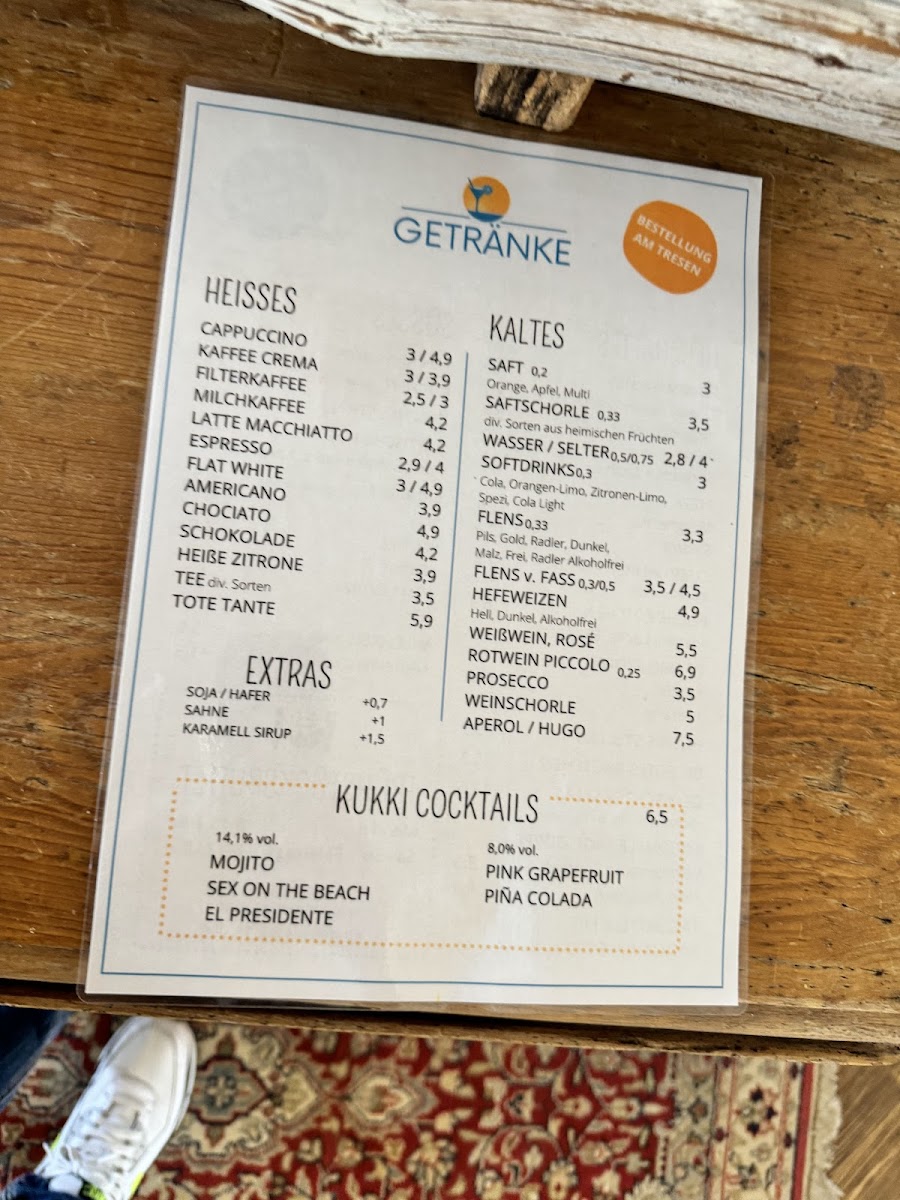 GETRÄNKE
BESTELLUNG
AM TRESEN
HEISSES
CAPPUCCINO 3 / 4,9
KAFFEE CREMA 3 / 3,9
FILTERKAFFEE 2,5 / 3
MILCHKAFFEE 4,2
LATTE MACCHIATTO 4,2
ESPRESSO 2,9 / 4
FLAT WHITE 3 / 4,9
AMERICANO 3,9
CHOCIATO 4,9
SCHOKOLADE 4,2
HEIßE ZITRONE 3,9
TEE div. Sorten 3,5
TOTE TANTE 5,9
EXTRAS
SOJA / HAFER +0,7
SAHNE +1
KARAMELL SIRUP +1,5
KALTES
SAFT 0,2 3
Orange, Apfel, Multi
SAFTSCHORLE 0,33 3,5
div. Sorten aus heimischen Früchten
WASSER / SELTER 0,5/0,75 2,8 / 4
SOFTDRINKS 0,3 3
Cola, Orangen-Limo, Zitronen-Limo,
Spezi, Cola Light
FLENS 0,33 3,3
Pils, Gold, Radler, Dunkel,
Malz, Frei, Radler Alkoholfrei
FLENS v. FASS 0,3/0,5 3,5 / 4,5
HEFEWEIZEN 4,9
Hell, Dunkel, Alkoholfrei
WEIßWEIN, ROSÉ 5,5
ROTWEIN PICCOLO 0,25 6,9
PROSECCO 3,5
WEINSCHORLE 5
APEROL / HUGO 7,5
KUKKI COCKTAILS 6,5
14,1% vol.
MOJITO
SEX ON THE BEACH
EL PRESIDENTE
8,0% vol.
PINK GRAPEFRUIT
PIÑA COLADA